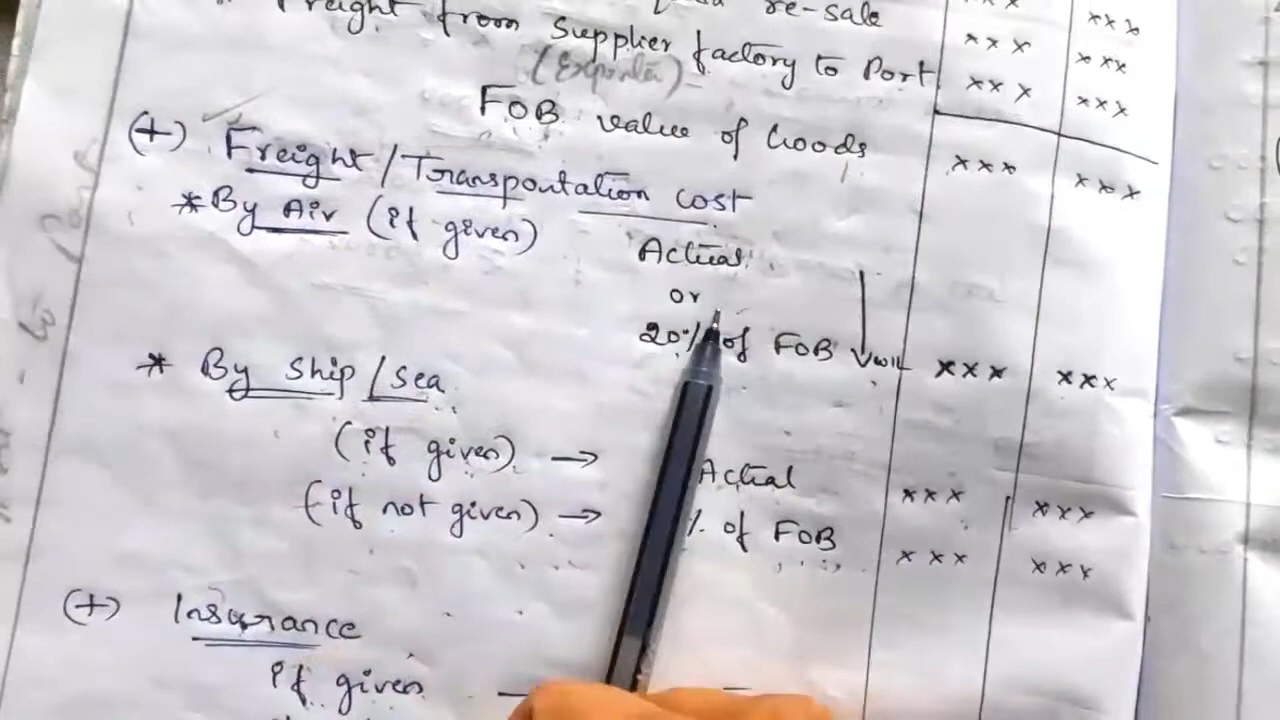 Freight from Supplier factory to Port
re-sale
x x x
x x x
(Exporter)
x x x
x x x
x x x
FOB value of Goods
x x x
x x x
(+) Freight/Transportation cost
* By Air (if given)
Actual
or
20% of FOB ↓ WEL
x x x
x x x
* By Ship/sea
(if given) → Actual
x x x
x x x
(if not given) → % of FOB
x x x
x x x
(+) Insurance
if given